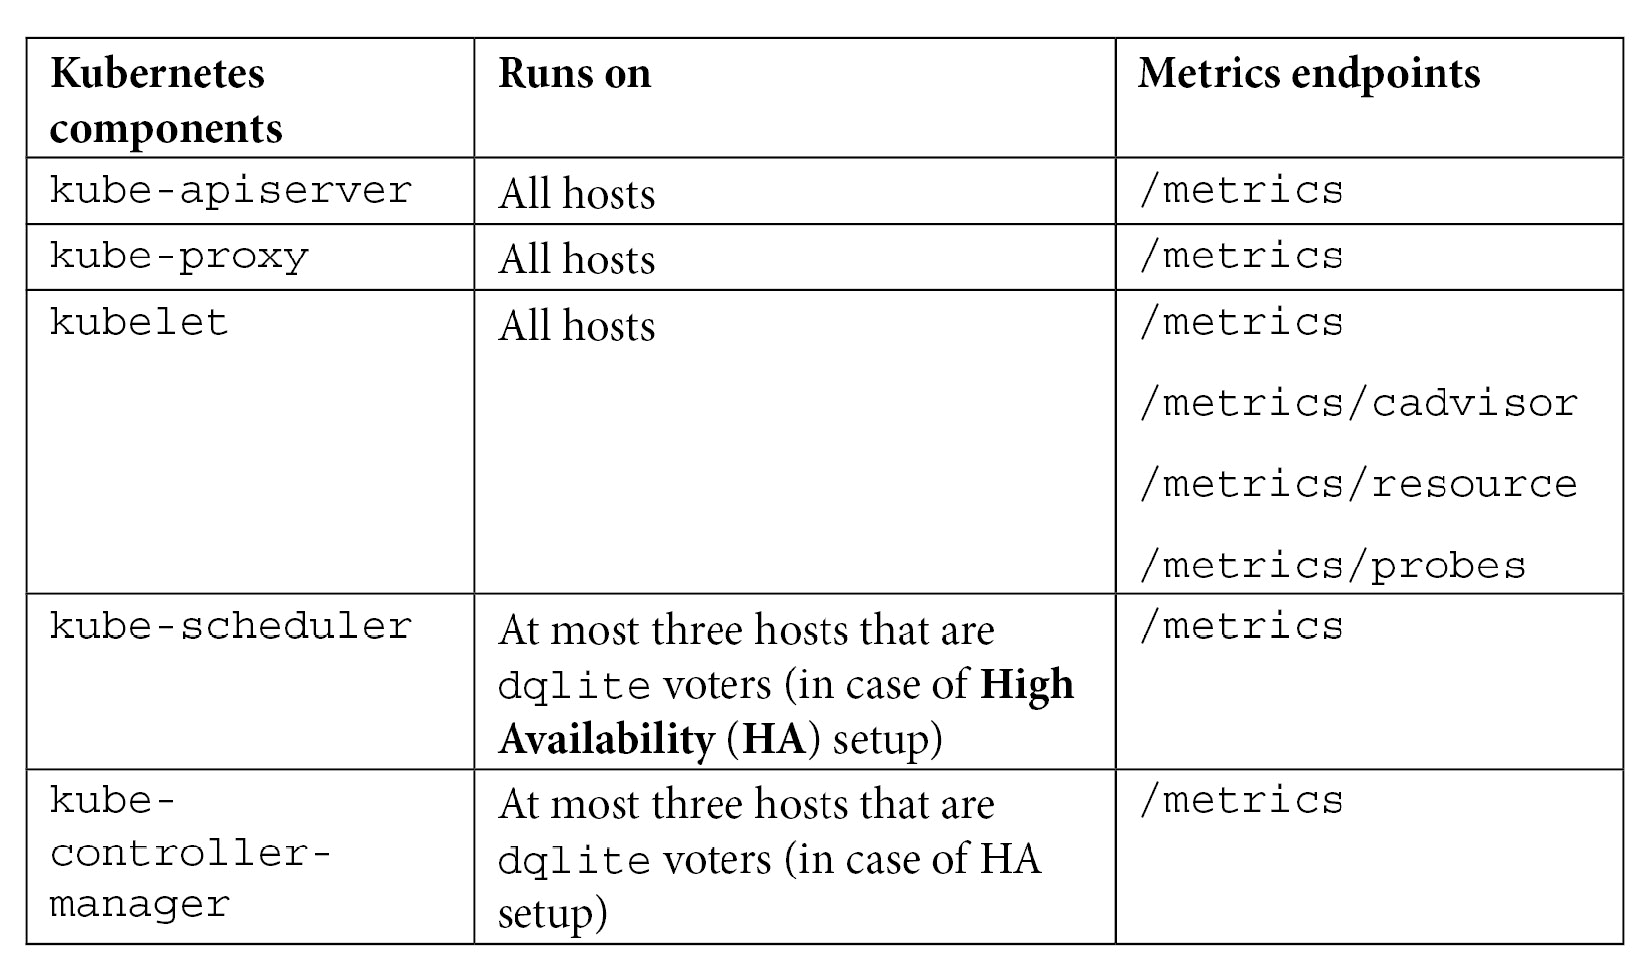 Kubernetes
components
Runs on
Metrics endpoints
kube-apiserver
All hosts
/metrics
kube-proxy
All hosts
/metrics
kubelet
All hosts
/metrics
/metrics/cadvisor
/metrics/resource
/metrics/probes
kube-scheduler
At most three hosts that are
dqlite voters (in case of High
Availability (HA) setup)
/metrics
kube-
controller-
manager
At most three hosts that are
dqlite voters (in case of HA
setup)
/metrics